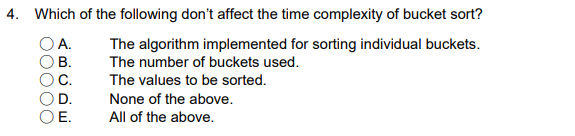 4. Which of the following don't affect the time complexity of bucket sort?
A. The algorithm implemented for sorting individual buckets.
B. The number of buckets used.
C. The values to be sorted.
D. None of the above.
E. All of the above.